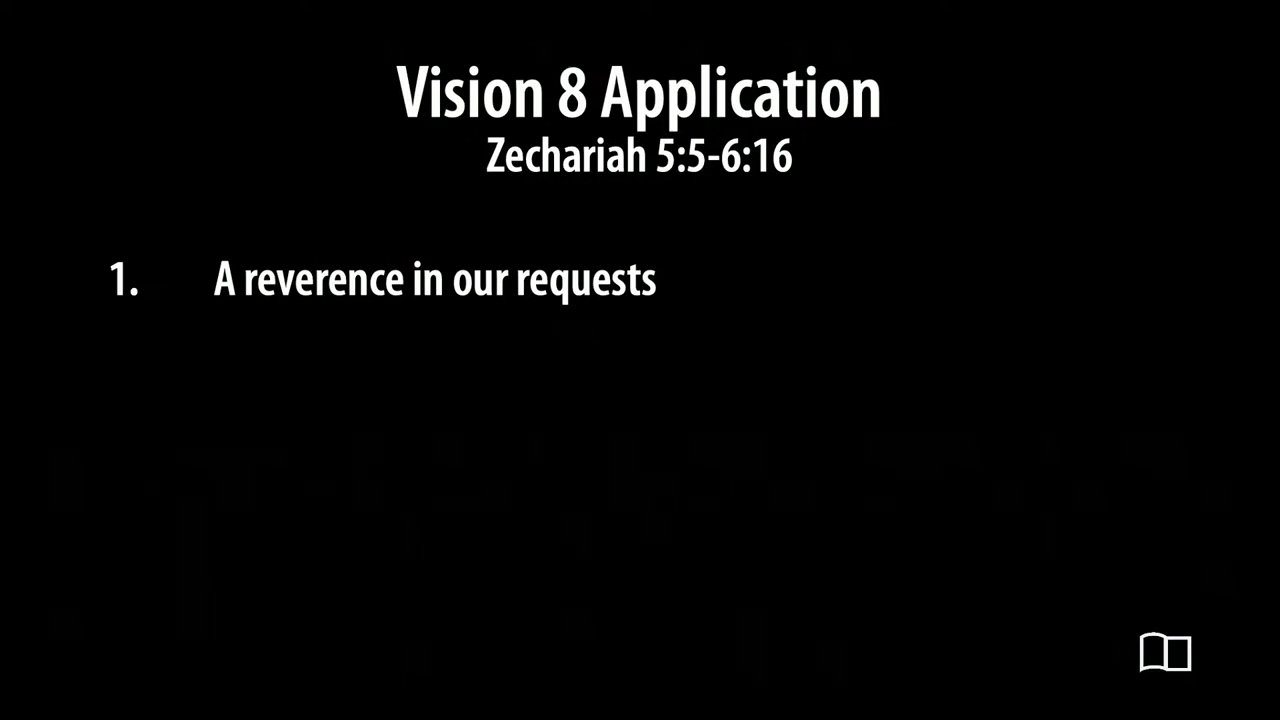 Vision 8 Application
Zechariah 5:5-6:16
1. A reverence in our requests